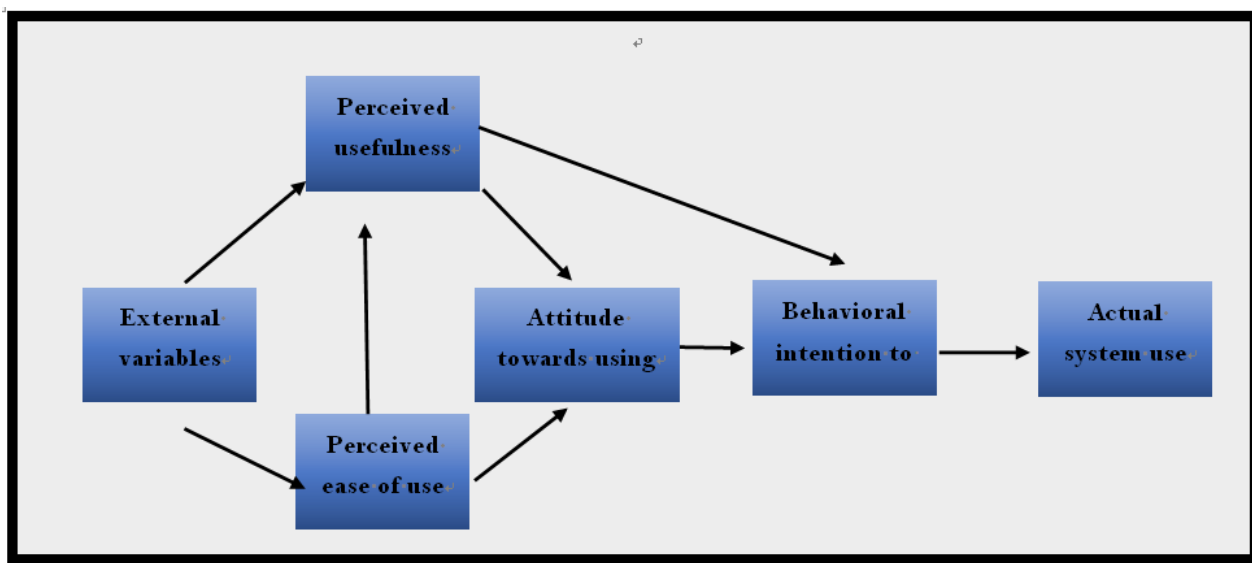 Perceived
usefulness
External
variables
Attitude
towards using
Behavioral
intention to
Actual
system use
Perceived
ease of use